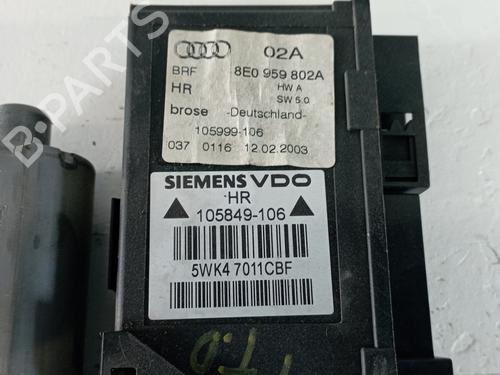 02A
BRF 8E0 959 802A
HR HW A
SW 5.0
brose -Deutschland-
105999-106
037 0116 12.02.2003
SIEMENS VDO
HR
105849-106
5WK4 7011CBF
B-PARTS